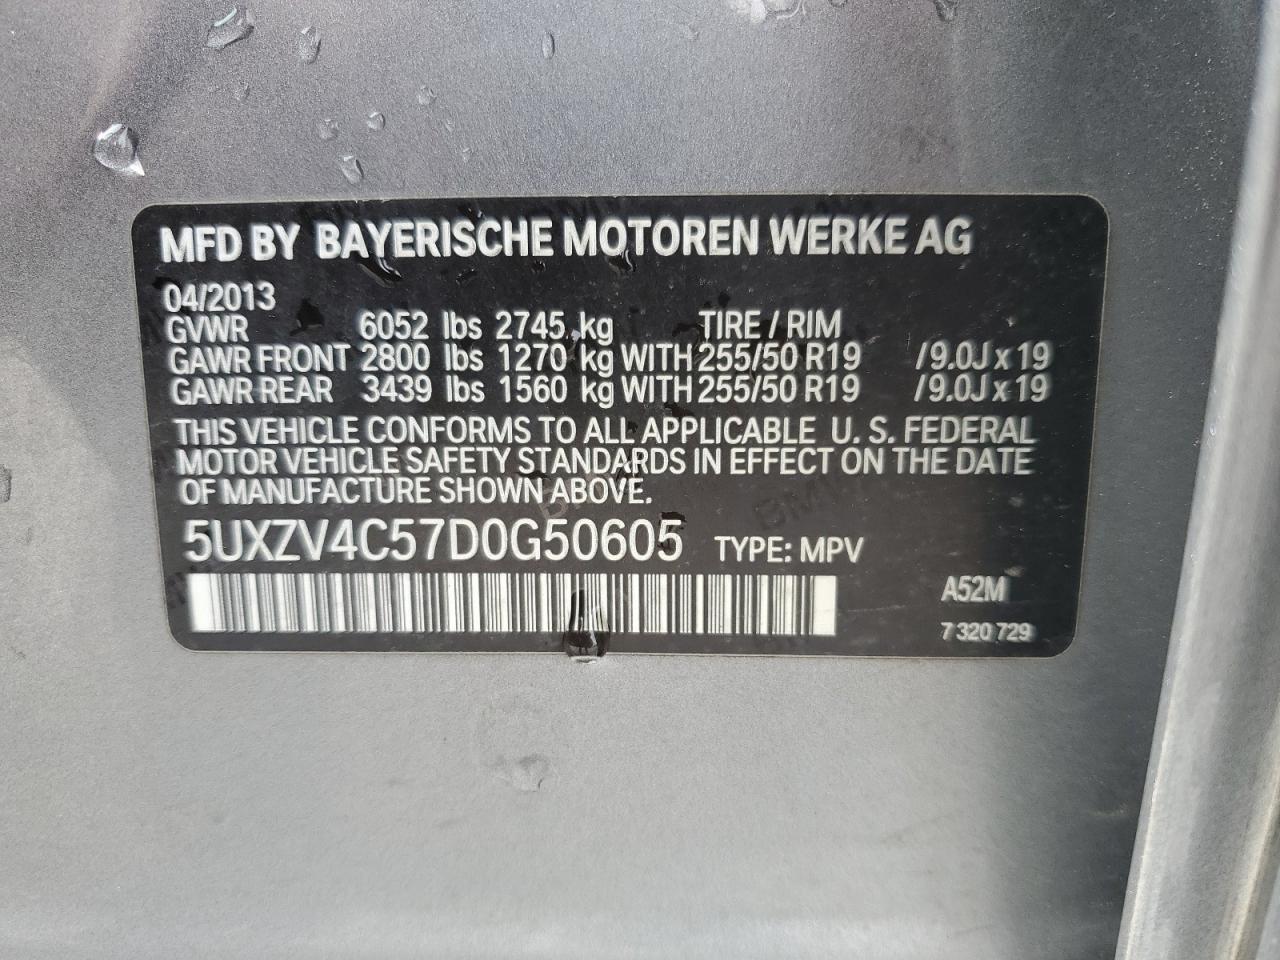 MFD BY BAYERISCHE MOTOREN WERKE AG
04/2013
GVWR 6052 lbs 2745 kg TIRE / RIM
GAWR FRONT 2800 lbs 1270 kg WITH 255/50 R19 /9.0J x 19
GAWR REAR 3439 lbs 1560 kg WITH 255/50 R19 /9.0J x 19
THIS VEHICLE CONFORMS TO ALL APPLICABLE U. S. FEDERAL
MOTOR VEHICLE SAFETY STANDARDS IN EFFECT ON THE DATE
OF MANUFACTURE SHOWN ABOVE.
5UXZV4C57D0G50605 TYPE: MPV
A52M
7 320 729